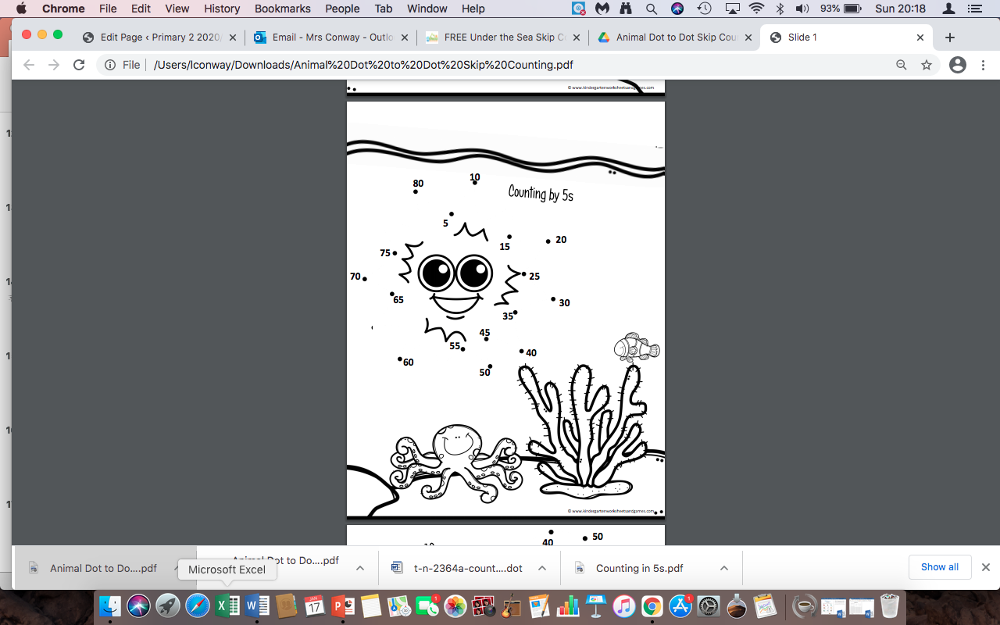 Chrome File Edit View History Bookmarks People Tab Window Help 93% Sun 20:18
Edit Page ‹ Primary 2 2020/ Email - Mrs Conway - Outlo FREE Under the Sea Skip C Animal Dot to Dot Skip Cou Slide 1
File /Users/lconway/Downloads/Animal%20Dot%20to%20Dot%20Skip%20Counting.pdf
© www.kindergartenworksheetsandgames.com
80 10
Counting by 5s
5
15 20
75
70 25
65 30
35
45
55 40
60
50
© www.kindergartenworksheetsandgames.com
40 50
Animal Dot to Do....pdf Animal Dot to Do....pdf t-n-2364a-count....dot Counting in 5s.pdf Show all
Microsoft Excel
JAN
17
1
1